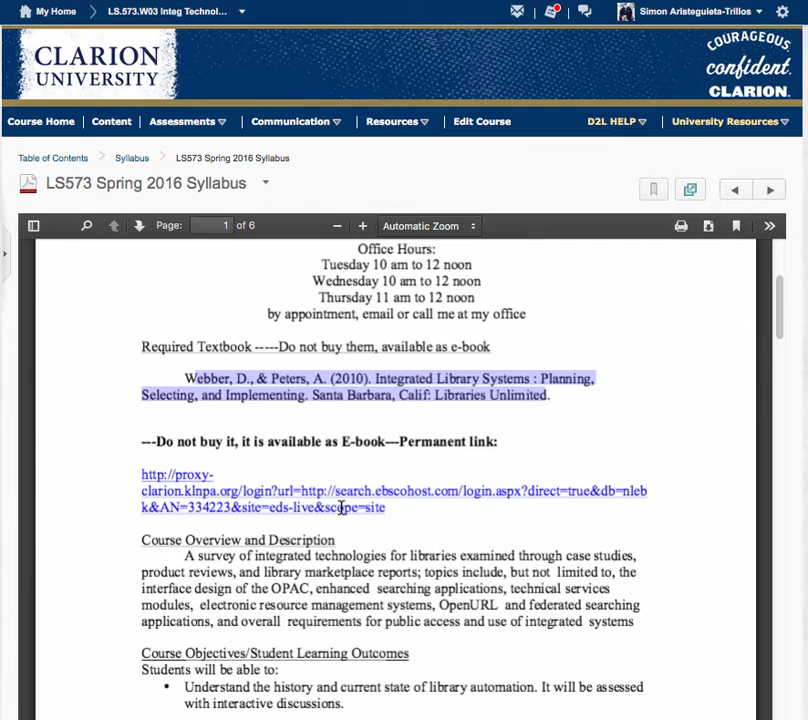 My Home
LS.573.W03 Integ Technol...
Simon Aristeguieta-Trillos
CLARION
UNIVERSITY
COURAGEOUS.
confident.
CLARION.
Course Home Content Assessments Communication Resources Edit Course D2L HELP University Resources
Table of Contents Syllabus LS573 Spring 2016 Syllabus
LS573 Spring 2016 Syllabus
Page: 1 of 6 Automatic Zoom
Office Hours:
Tuesday 10 am to 12 noon
Wednesday 10 am to 12 noon
Thursday 11 am to 12 noon
by appointment, email or call me at my office
Required Textbook -----Do not buy them, available as e-book
Webber, D., & Peters, A. (2010). Integrated Library Systems : Planning,
Selecting, and Implementing. Santa Barbara, Calif: Libraries Unlimited.
---Do not buy it, it is available as E-book---Permanent link:
http://proxy-
clarion.klnpa.org/login?url=http://search.ebscohost.com/login.aspx?direct=true&db=nleb
k&AN=334223&site=eds-live&scope=site
Course Overview and Description
A survey of integrated technologies for libraries examined through case studies,
product reviews, and library marketplace reports; topics include, but not limited to, the
interface design of the OPAC, enhanced searching applications, technical services
modules, electronic resource management systems, OpenURL and federated searching
applications, and overall requirements for public access and use of integrated systems
Course Objectives/Student Learning Outcomes
Students will be able to:
• Understand the history and current state of library automation. It will be assessed
with interactive discussions.